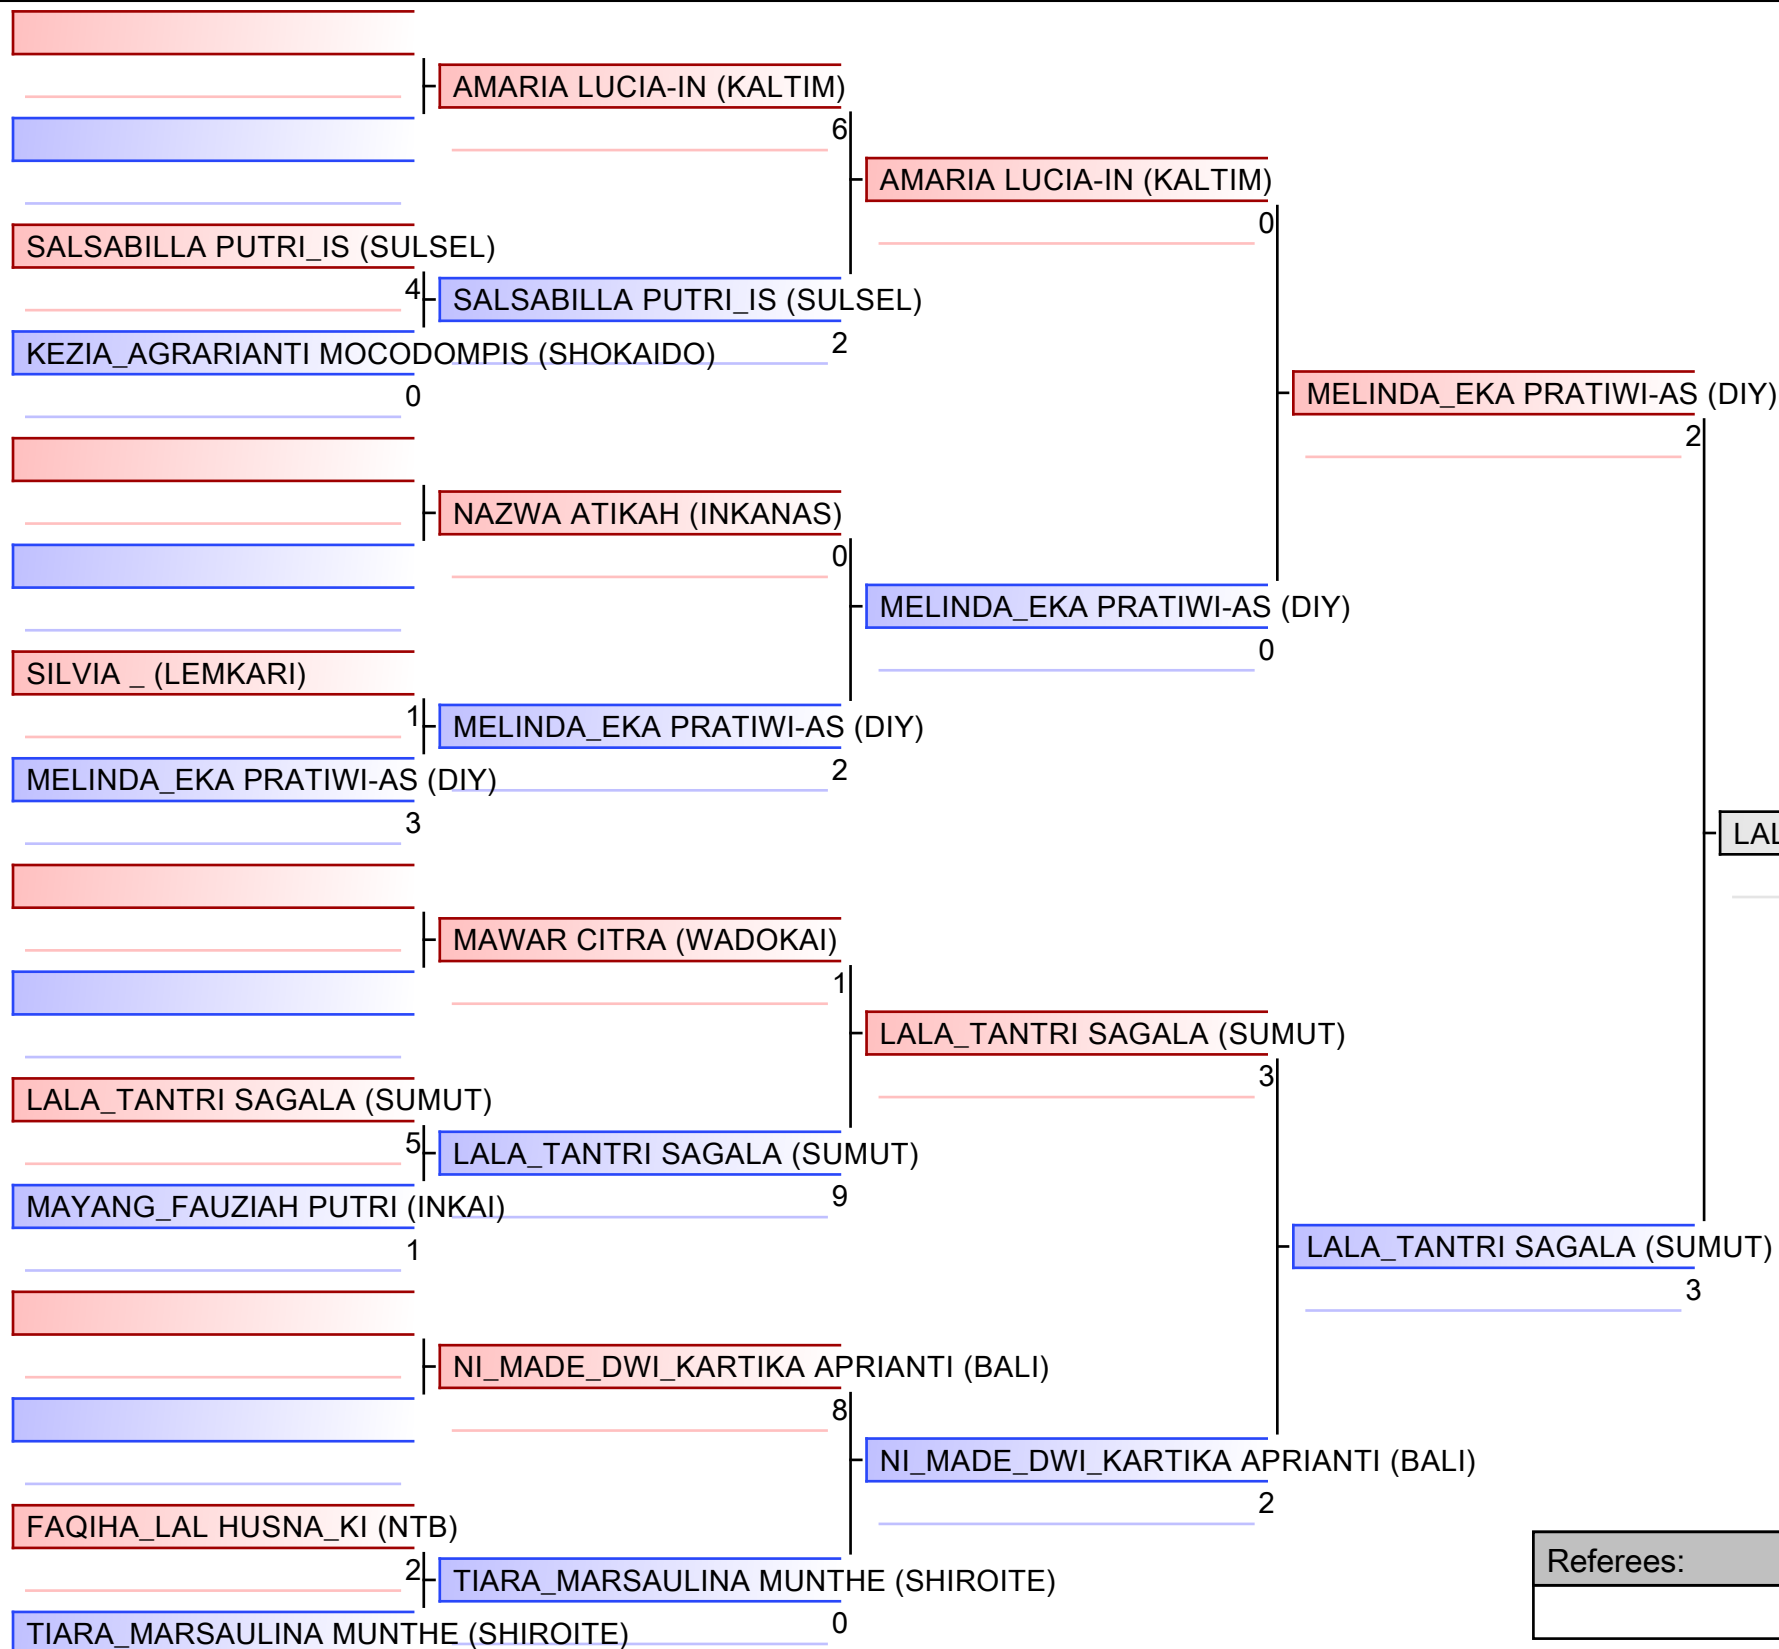 AMARIA LUCIA-IN (KALTIM)
6
AMARIA LUCIA-IN (KALTIM)
0
SALSABILLA PUTRI_IS (SULSEL)
4
SALSABILLA PUTRI_IS (SULSEL)
2
KEZIA_AGRARIANTI MOCODOMPIS (SHOKAIDO)
0
MELINDA_EKA PRATIWI-AS (DIY)
2
NAZWA ATIKAH (INKANAS)
0
MELINDA_EKA PRATIWI-AS (DIY)
0
SILVIA _ (LEMKARI)
1
MELINDA_EKA PRATIWI-AS (DIY)
2
MELINDA_EKA PRATIWI-AS (DIY)
3
LAL
MAWAR CITRA (WADOKAI)
1
LALA_TANTRI SAGALA (SUMUT)
3
LALA_TANTRI SAGALA (SUMUT)
5
LALA_TANTRI SAGALA (SUMUT)
9
MAYANG_FAUZIAH PUTRI (INKAI)
1
LALA_TANTRI SAGALA (SUMUT)
3
NI_MADE_DWI_KARTIKA APRIANTI (BALI)
8
NI_MADE_DWI_KARTIKA APRIANTI (BALI)
2
FAQIHA_LAL HUSNA_KI (NTB)
2
TIARA_MARSAULINA MUNTHE (SHIROITE)
0
TIARA_MARSAULINA MUNTHE (SHIROITE)
Referees: